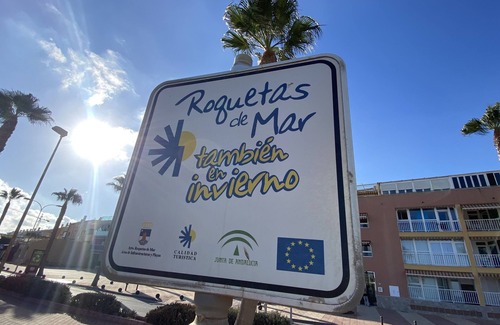 Roquetas
de Mar
también
en
invierno
CALIDAD
TURÍSTICA
JUNTA DE ANDALUCIA